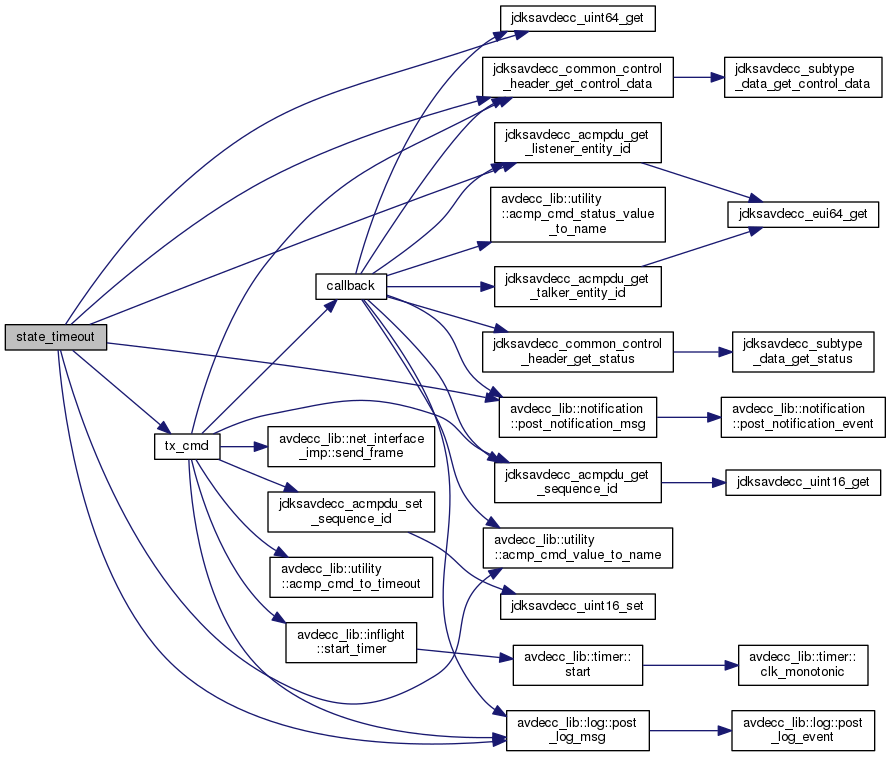 jdksavdecc_uint64_get
jdksavdecc_common_control
_header_get_control_data
jdksavdecc_subtype
_data_get_control_data
jdksavdecc_acmpdu_get
_listener_entity_id
avdecc_lib::utility
::acmp_cmd_status_value
_to_name
jdksavdecc_eui64_get
callback
jdksavdecc_acmpdu_get
_talker_entity_id
state_timeout
jdksavdecc_common_control
_header_get_status
jdksavdecc_subtype
_data_get_status
avdecc_lib::notification
::post_notification_msg
avdecc_lib::notification
::post_notification_event
tx_cmd
avdecc_lib::net_interface
_imp::send_frame
jdksavdecc_acmpdu_get
_sequence_id
jdksavdecc_uint16_get
jdksavdecc_acmpdu_set
_sequence_id
avdecc_lib::utility
::acmp_cmd_value_to_name
avdecc_lib::utility
::acmp_cmd_to_timeout
jdksavdecc_uint16_set
avdecc_lib::inflight
::start_timer
avdecc_lib::timer::
start
avdecc_lib::timer::
clk_monotonic
avdecc_lib::log::post
_log_msg
avdecc_lib::log::post
_log_event